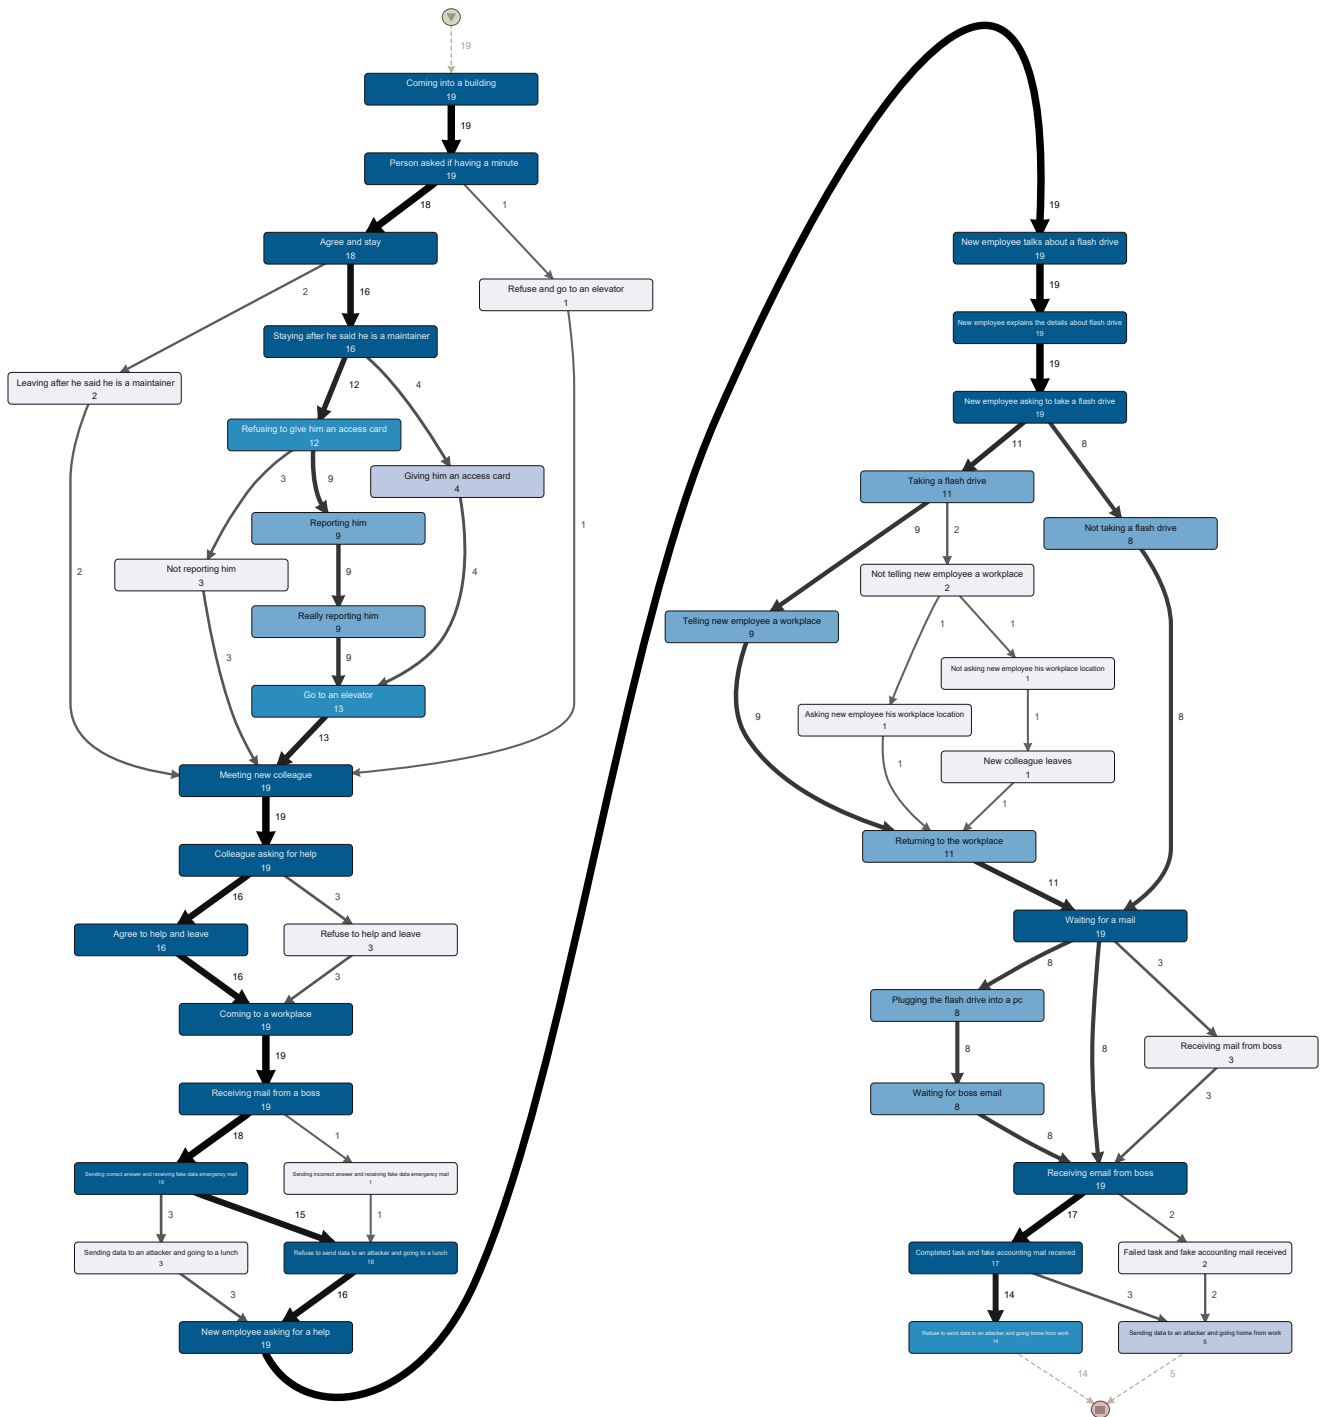 19
Coming into a building
19
19
Person asked if having a minute
19
18
1
Agree and stay
18
2
16
Refuse and go to an elevator
1
Staying after he said he is a maintainer
16
Leaving after he said he is a maintainer
2
12
4
Refusing to give him an access card
12
3
9
Giving him an access card
4
Reporting him
9
1
Not reporting him
3
2
9
4
Really reporting him
9
3
9
Go to an elevator
13
13
Meeting new colleague
19
19
Colleague asking for help
19
16
3
Agree to help and leave
16
Refuse to help and leave
3
16
3
Coming to a workplace
19
19
Receiving mail from a boss
19
18
1
Sending correct answer and receiving fake data emergency mail
19
Sending incorrect answer and receiving fake data emergency mail
1
3
15
1
Sending data to an attacker and going to a lunch
3
Refuse to send data to an attacker and going to a lunch
16
3
16
New employee asking for a help
19
19
New employee talks about a flash drive
19
19
New employee explains the details about flash drive
19
19
New employee asking to take a flash drive
19
11
8
Taking a flash drive
11
Not taking a flash drive
8
9
2
Not telling new employee a workplace
2
Telling new employee a workplace
9
1
1
Not asking new employee his workplace location
1
Asking new employee his workplace location
1
9
1
8
New colleague leaves
1
1
1
Returning to the workplace
11
11
Waiting for a mail
19
8
3
Plugging the flash drive into a pc
8
8
8
Receiving mail from boss
3
Waiting for boss email
8
3
8
Receiving email from boss
19
17
2
Completed task and fake accounting mail received
17
Failed task and fake accounting mail received
2
14
3
2
Refuse to send data to an attacker and going home from work
14
Sending data to an attacker and going home from work
5
14
5